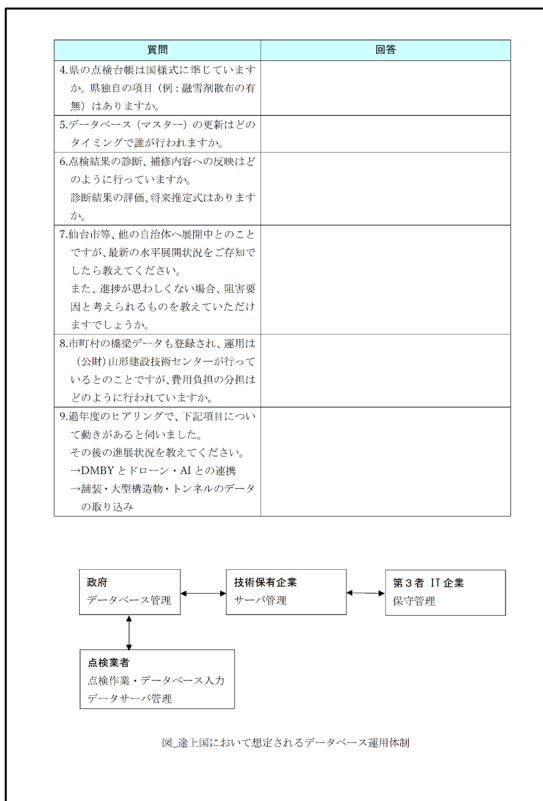 質問
回答
4.県の点検台帳は国様式に準じています
か。県独自の項目（例：融雪剤散布の有
無）はありますか。
5.データベース（マスター）の更新はどの
タイミングで誰が行われますか。
6.点検結果の診断、補修内容への反映はど
のように行っていますか。
診断結果の評価、将来推定式はあります
か。
7.仙台市等、他の自治体へ展開中とのこと
ですが、最新の水平展開状況をご存知で
したら教えてください。
また、進捗が思わしくない場合、阻害要
因と考えられるものを教えていただけ
ますでしょうか。
8.市町村の橋梁データも登録され、運用は
（公財）山形建設技術センターが行って
いるとのことですが、費用負担の分担は
どのように行われていますか。
9.過年度のヒアリングで、下記項目につい
て動きがあると伺いました。
その後の進展状況を教えてください。
→DMBYとドローン・AIとの連携
→舗装・大型構造物・トンネルのデータ
の取り込み
政府
データベース管理
技術保有企業
サーバ管理
第３者 IT企業
保守管理
点検業者
点検作業・データベース入力
データサーバ管理
図_途上国において想定されるデータベース運用体制